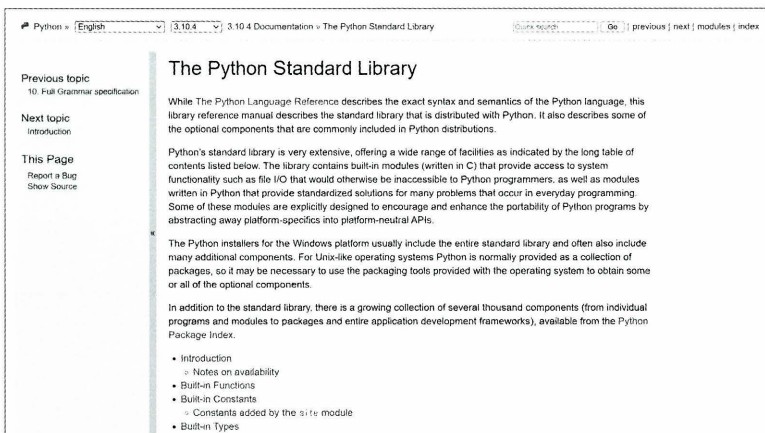 Python » English 3.10.4 3.10.4 Documentation » The Python Standard Library Quick search Go | previous | next | modules | index
Previous topic
10. Full Grammar specification
Next topic
Introduction
This Page
Report a Bug
Show Source
«
The Python Standard Library
While The Python Language Reference describes the exact syntax and semantics of the Python language, this
library reference manual describes the standard library that is distributed with Python. It also describes some of
the optional components that are commonly included in Python distributions.
Python's standard library is very extensive, offering a wide range of facilities as indicated by the long table of
contents listed below. The library contains built-in modules (written in C) that provide access to system
functionality such as file I/O that would otherwise be inaccessible to Python programmers, as well as modules
written in Python that provide standardized solutions for many problems that occur in everyday programming.
Some of these modules are explicitly designed to encourage and enhance the portability of Python programs by
abstracting away platform-specifics into platform-neutral APIs.
The Python installers for the Windows platform usually include the entire standard library and often also include
many additional components. For Unix-like operating systems Python is normally provided as a collection of
packages, so it may be necessary to use the packaging tools provided with the operating system to obtain some
or all of the optional components.
In addition to the standard library, there is a growing collection of several thousand components (from individual
programs and modules to packages and entire application development frameworks), available from the Python
Package Index.
• Introduction
◦ Notes on availability
• Built-in Functions
• Built-in Constants
◦ Constants added by the site module
• Built-in Types